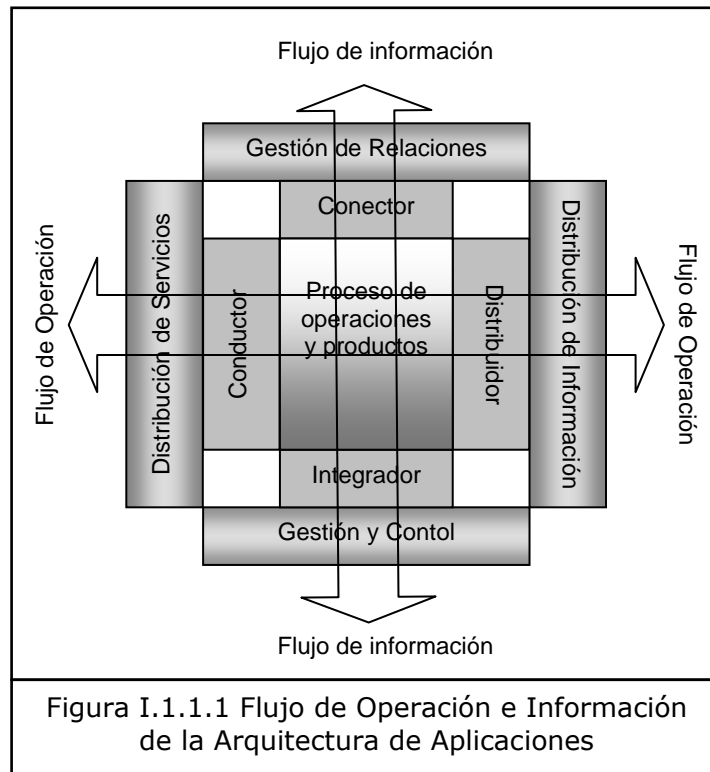 Flujo de información
Gestión de Relaciones
Conector
Flujo de Operación
Distribución de Servicios
Conductor
Proceso de
operaciones
y productos
Distribuidor
Distribución de Información
Flujo de Operación
Integrador
Gestión y Contol
Flujo de información
Figura I.1.1.1 Flujo de Operación e Información
de la Arquitectura de Aplicaciones